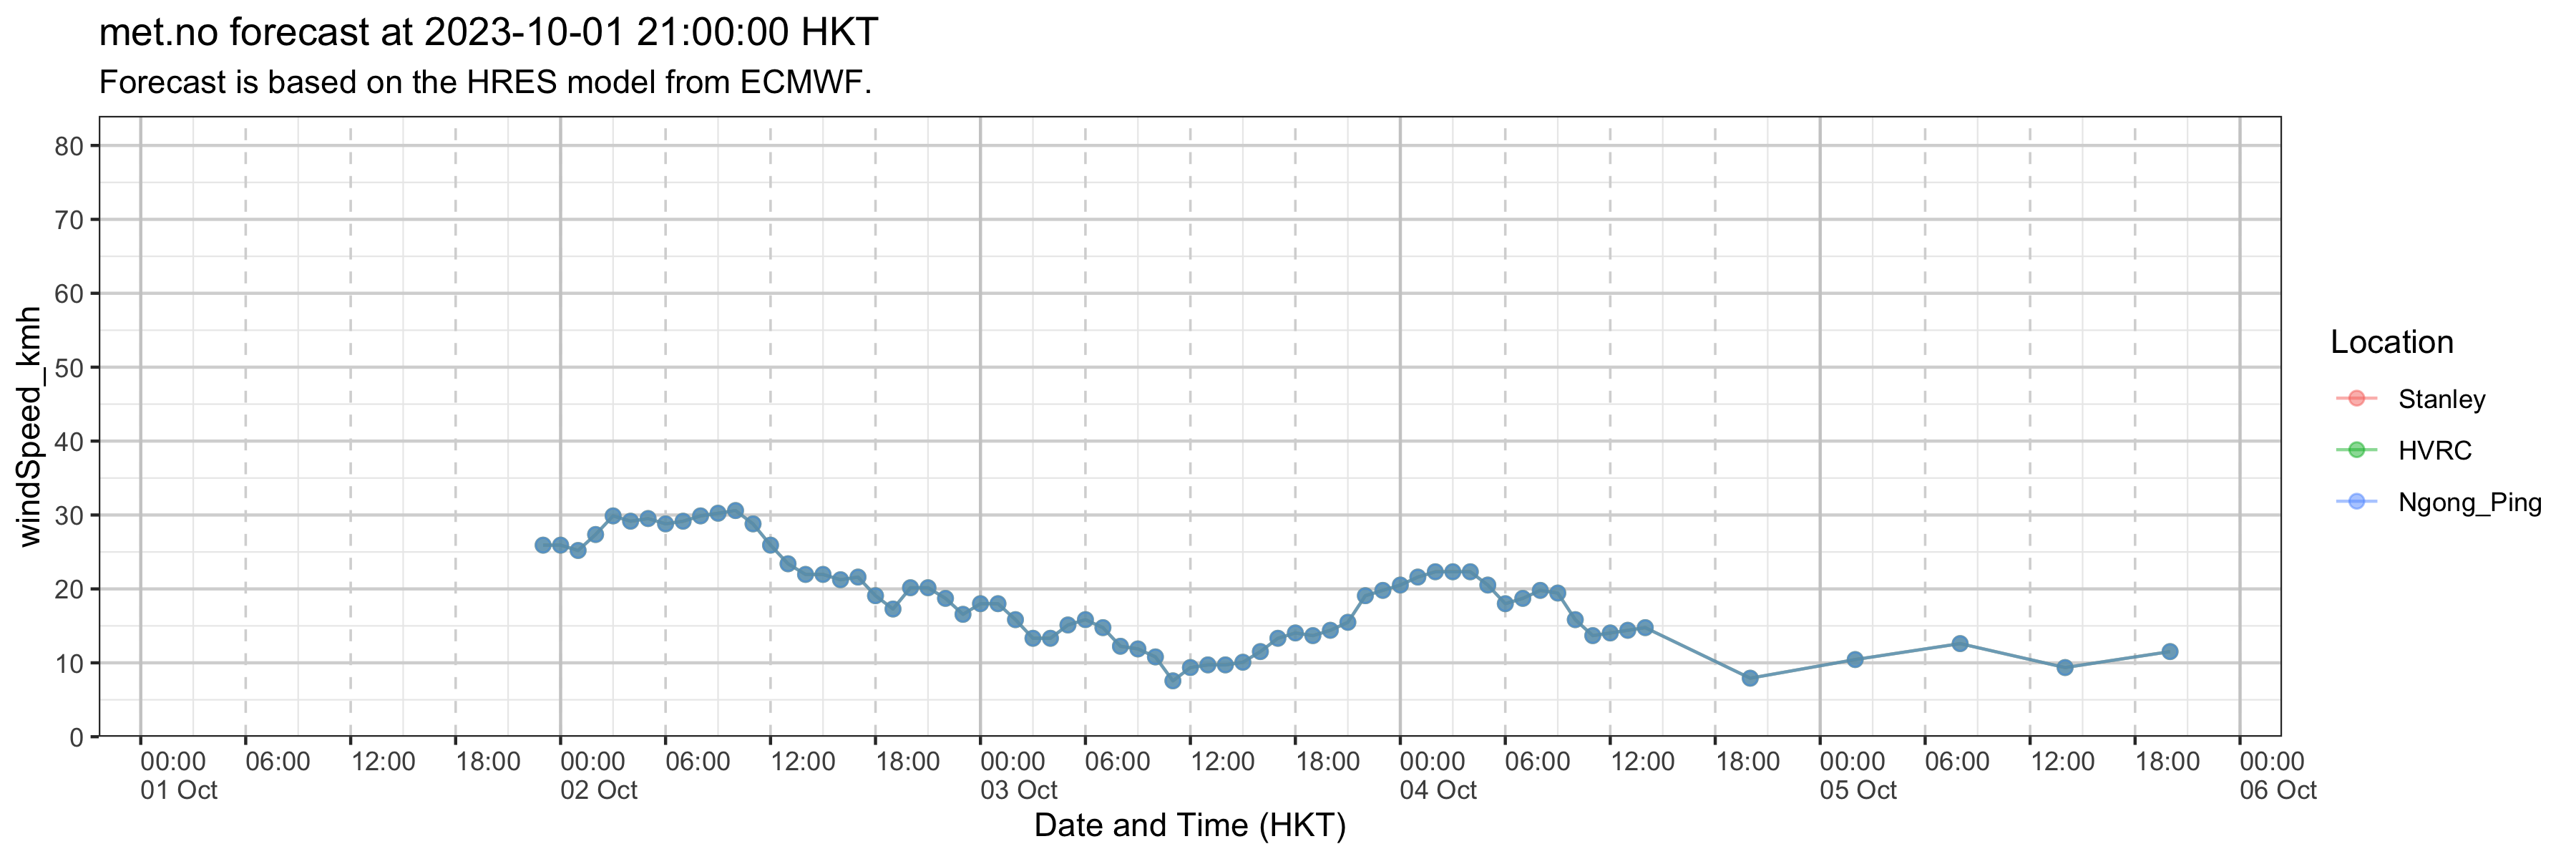 met.no forecast at 2023-10-01 21:00:00 HKT
Forecast is based on the HRES model from ECMWF.
80
70
60
50
40
30
20
10
0
windSpeed_kmh
00:00 06:00 12:00 18:00 00:00 06:00 12:00 18:00 00:00 06:00 12:00 18:00 00:00 06:00 12:00 18:00 00:00 06:00 12:00 18:00 00:00
01 Oct 02 Oct 03 Oct 04 Oct 05 Oct 06 Oct
Date and Time (HKT)
Location
Stanley
HVRC
Ngong_Ping